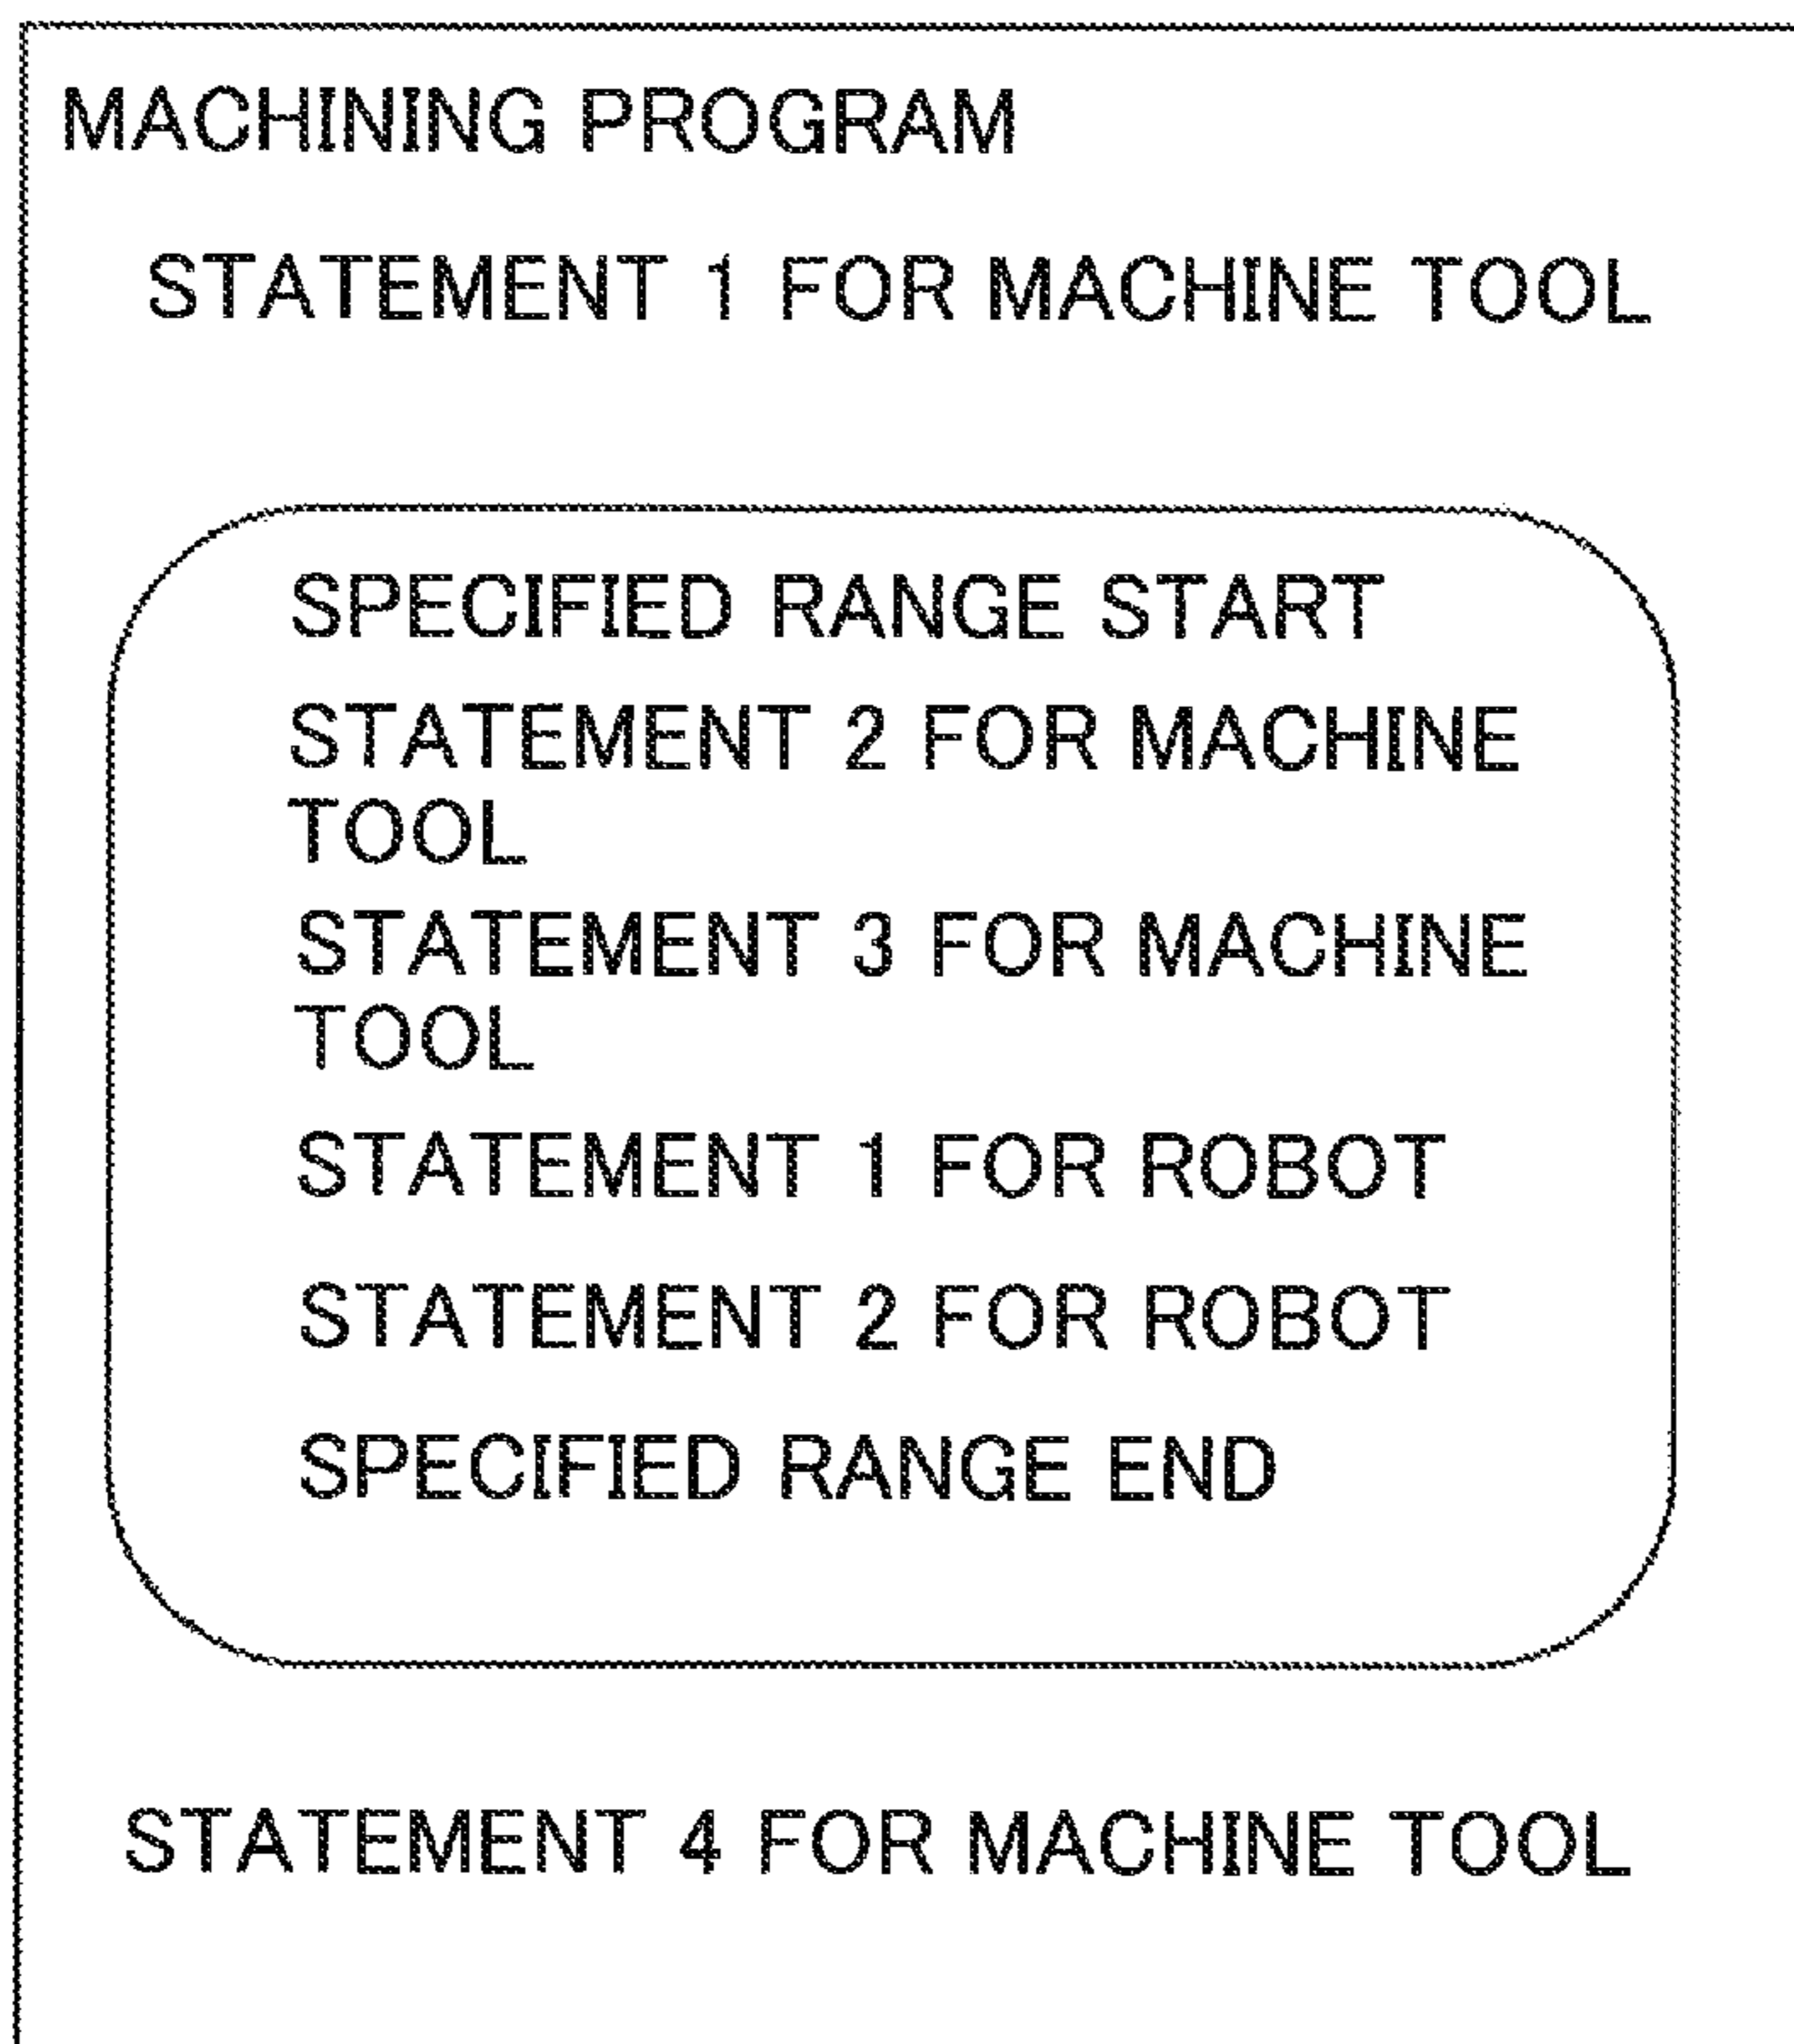 MACHINING PROGRAM
STATEMENT 1 FOR MACHINE TOOL
SPECIFIED RANGE START
STATEMENT 2 FOR MACHINE
TOOL
STATEMENT 3 FOR MACHINE
TOOL
STATEMENT 1 FOR ROBOT
STATEMENT 2 FOR ROBOT
SPECIFIED RANGE END
STATEMENT 4 FOR MACHINE TOOL